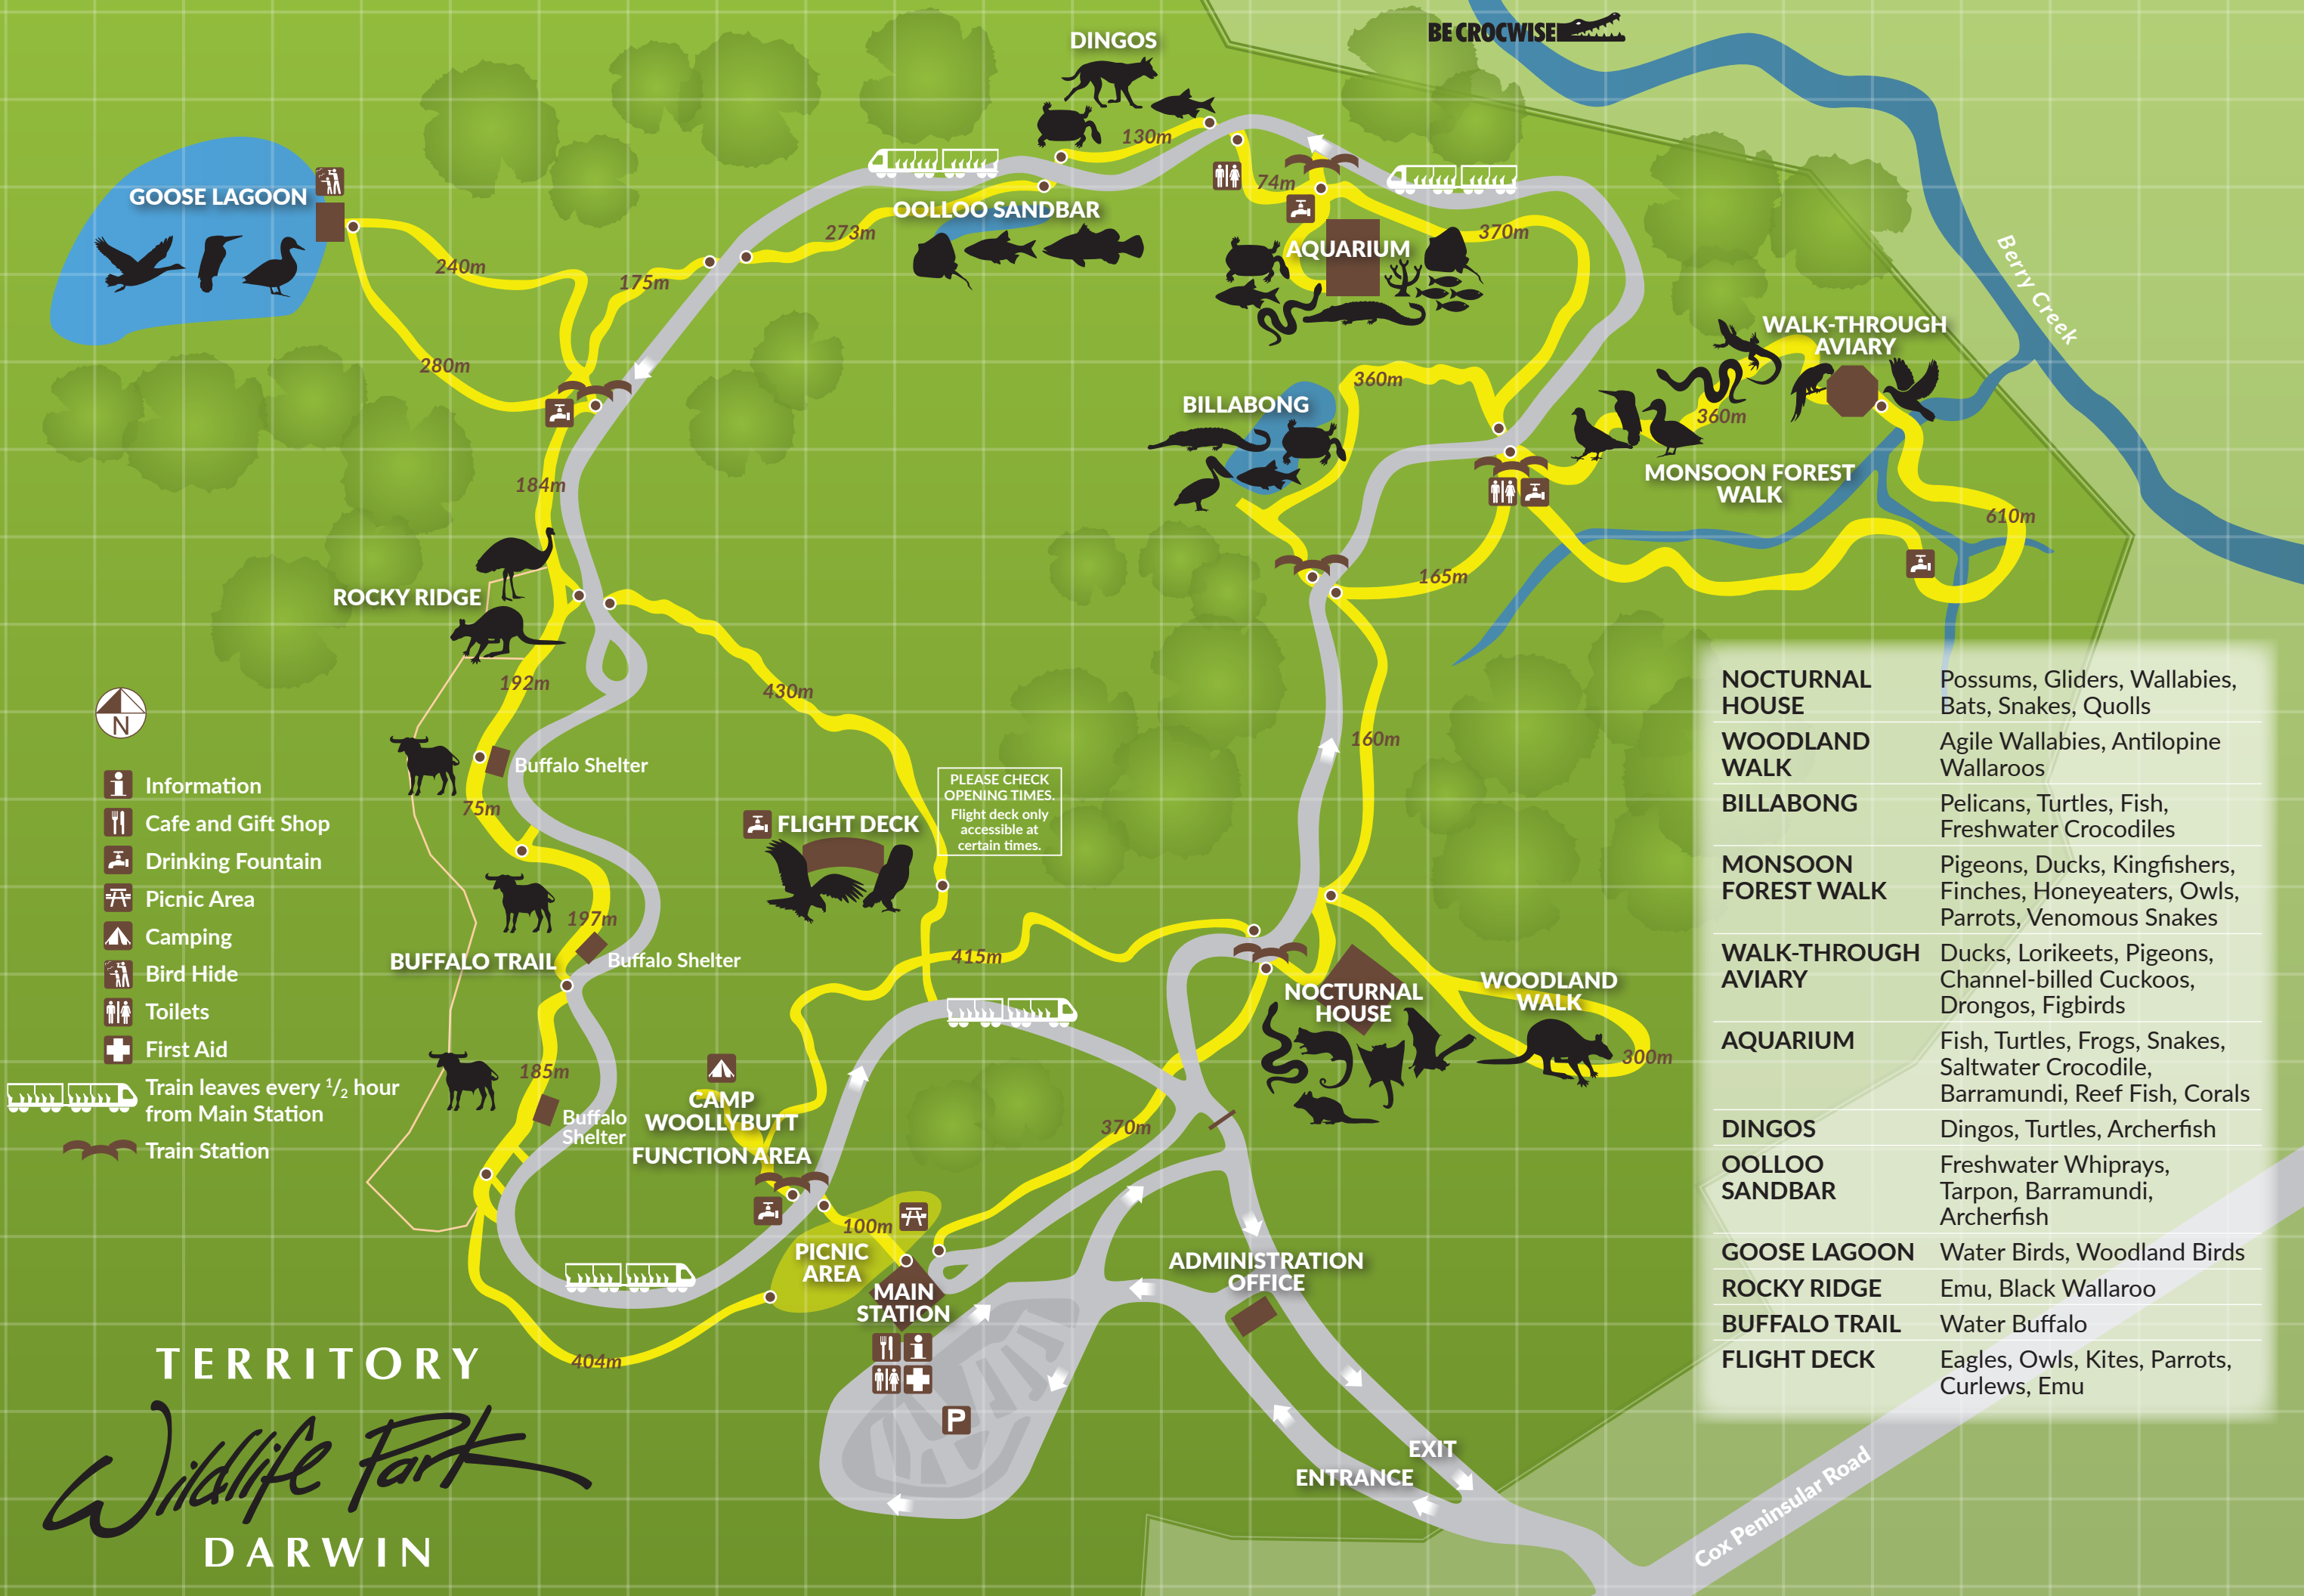 BE CROCWISE
DINGOS
130m
GOOSE LAGOON
OOLLOO SANDBAR
74m
273m
370m
AQUARIUM
240m
175m
Berry Creek
WALK-THROUGH
AVIARY
280m
360m
BILLABONG
360m
MONSOON FOREST
WALK
184m
610m
165m
ROCKY RIDGE
192m
430m
160m
N
Buffalo Shelter
75m
PLEASE CHECK
OPENING TIMES.
Flight deck only
accessible at
certain times.
FLIGHT DECK
197m
BUFFALO TRAIL
Buffalo Shelter
415m
NOCTURNAL
HOUSE
WOODLAND
WALK
300m
185m
Buffalo
Shelter
CAMP
WOOLLYBUTT
FUNCTION AREA
370m
100m
PICNIC
AREA
MAIN
STATION
ADMINISTRATION
OFFICE
404m
P
EXIT
ENTRANCE
Cox Peninsular Road
Information
Cafe and Gift Shop
Drinking Fountain
Picnic Area
Camping
Bird Hide
Toilets
First Aid
Train leaves every 1/2 hour
from Main Station
Train Station
TERRITORY
Wildlife Park
DARWIN
NOCTURNAL Possums, Gliders, Wallabies,
HOUSE Bats, Snakes, Quolls
WOODLAND Agile Wallabies, Antilopine
WALK Wallaroos
BILLABONG Pelicans, Turtles, Fish,
Freshwater Crocodiles
MONSOON Pigeons, Ducks, Kingfishers,
FOREST WALK Finches, Honeyeaters, Owls,
Parrots, Venomous Snakes
WALK-THROUGH Ducks, Lorikeets, Pigeons,
AVIARY Channel-billed Cuckoos,
Drongos, Figbirds
AQUARIUM Fish, Turtles, Frogs, Snakes,
Saltwater Crocodile,
Barramundi, Reef Fish, Corals
DINGOS Dingos, Turtles, Archerfish
OOLLOO Freshwater Whiprays,
SANDBAR Tarpon, Barramundi,
Archerfish
GOOSE LAGOON Water Birds, Woodland Birds
ROCKY RIDGE Emu, Black Wallaroo
BUFFALO TRAIL Water Buffalo
FLIGHT DECK Eagles, Owls, Kites, Parrots,
Curlews, Emu